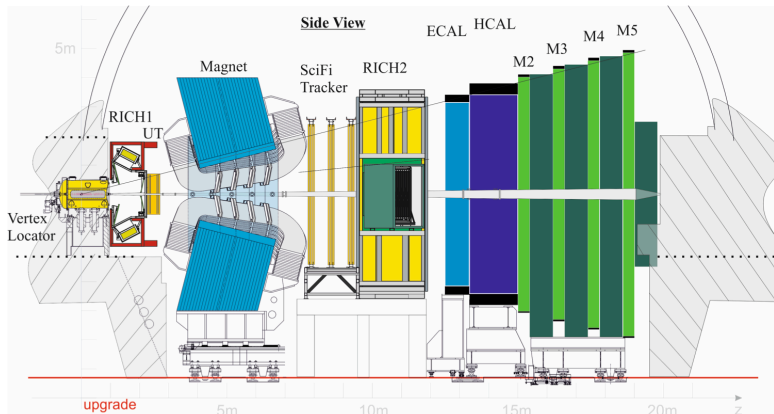 Side View
5m
ECAL
HCAL
M5
M4
M3
M2
Magnet
SciFi
Tracker
RICH2
RICH1
UT
Vertex
Locator
upgrade
5m
10m
15m
20m
Z